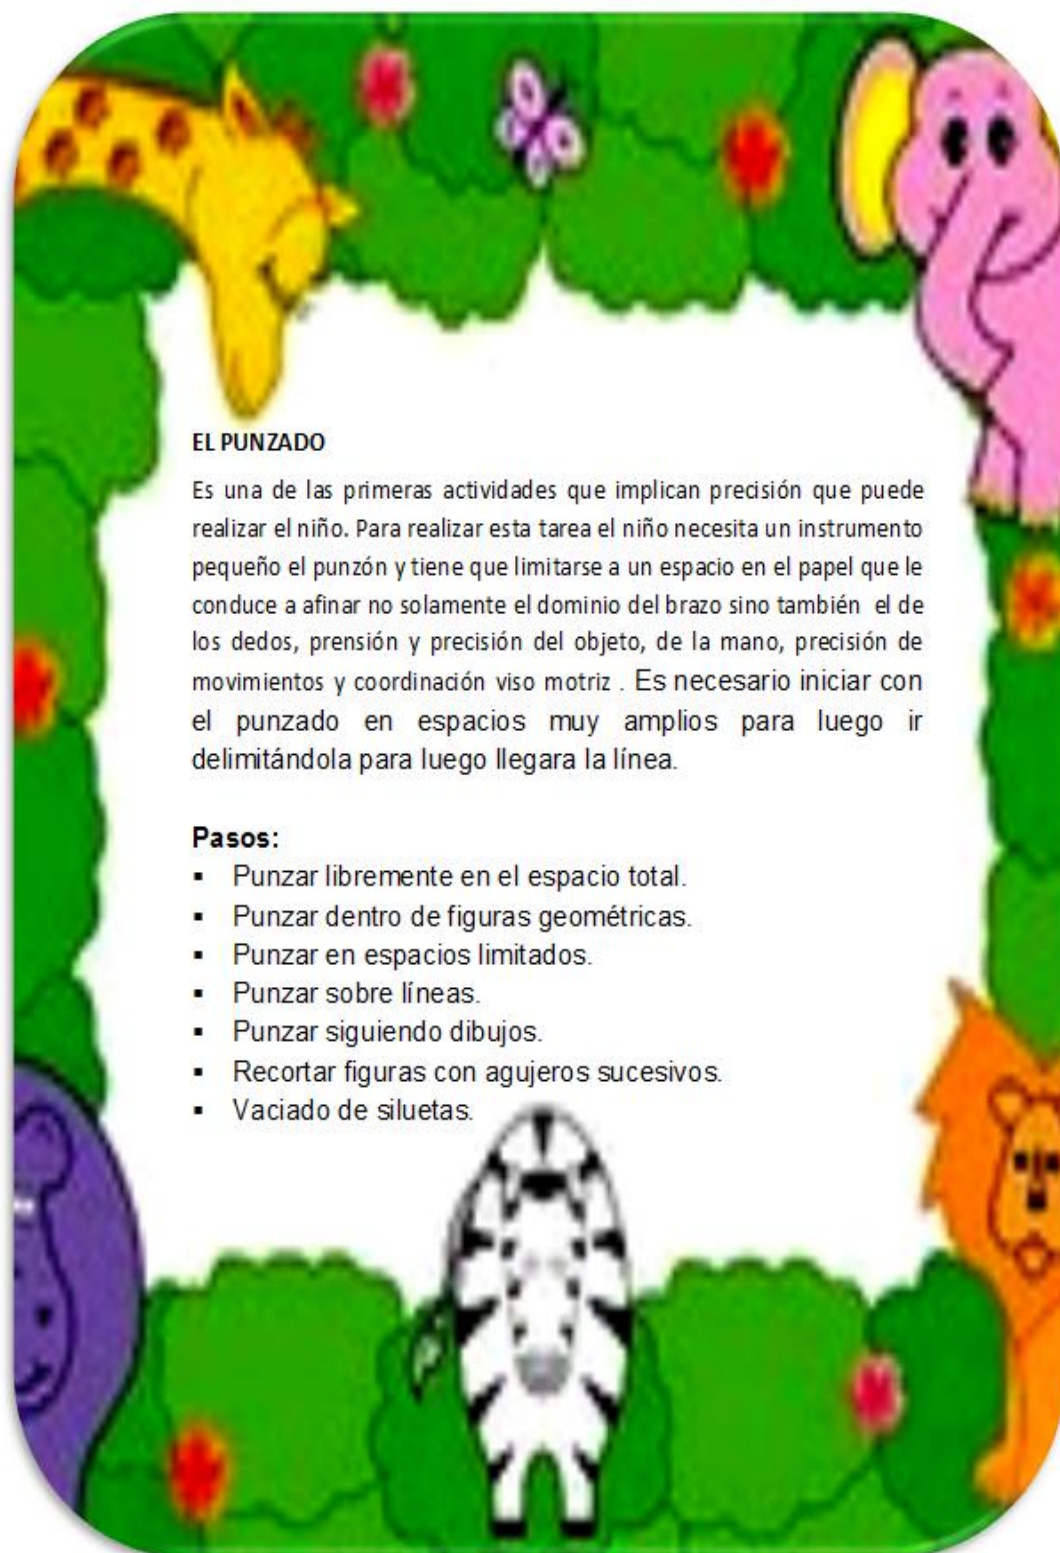 EL PUNZADO
Es una de las primeras actividades que implican precisión que puede
realizar el niño. Para realizar esta tarea el niño necesita un instrumento
pequeño el punzón y tiene que limitarse a un espacio en el papel que le
conduce a afinar no solamente el dominio del brazo sino también el de
los dedos, prensión y precisión del objeto, de la mano, precisión de
movimientos y coordinación viso motriz . Es necesario iniciar con
el punzado en espacios muy amplios para luego ir
delimitándola para luego llegara la línea.
Pasos:
▪ Punzar libremente en el espacio total.
▪ Punzar dentro de figuras geométricas.
▪ Punzar en espacios limitados.
▪ Punzar sobre líneas.
▪ Punzar siguiendo dibujos.
▪ Recortar figuras con agujeros sucesivos.
▪ Vaciado de siluetas.